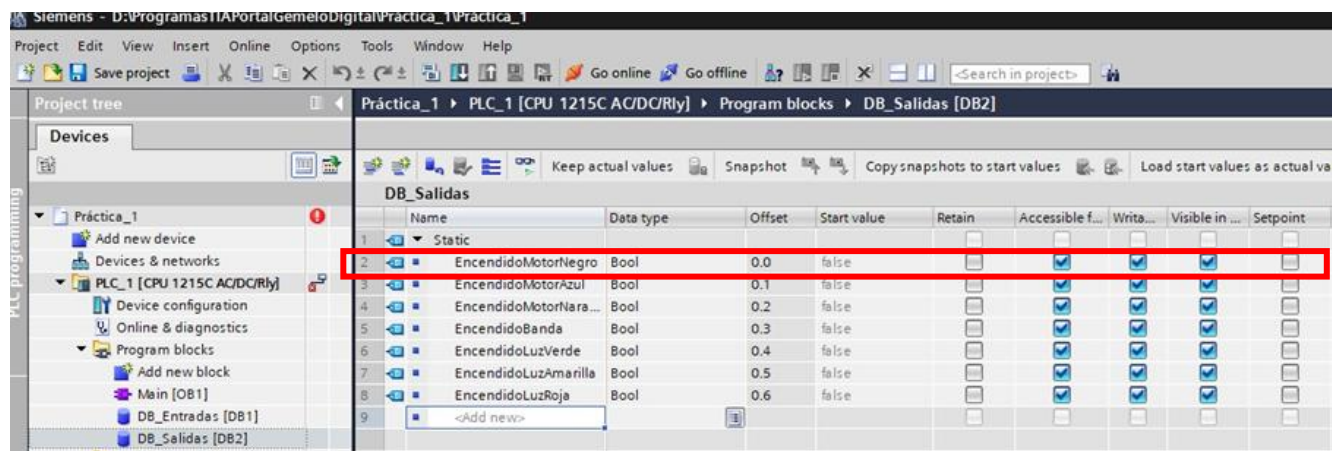 Siemens - D:\ProgramasTIAPortalGemeloDigital\Práctica_1\Práctica_1
Project Edit View Insert Online Options Tools Window Help
Save project Go online Go offline <Search in project>
Project tree Práctica_1 PLC_1 [CPU 1215C AC/DC/Rly] Program blocks DB_Salidas [DB2]
Devices
Keep actual values Snapshot Copy snapshots to start values Load start values as actual va
PLC programming
DB_Salidas
Name Data type Offset Start value Retain Accessible f... Writa... Visible in ... Setpoint
1 Static
2 EncendidoMotorNegro Bool 0.0 false
3 EncendidoMotorAzul Bool 0.1 false
4 EncendidoMotorNara... Bool 0.2 false
5 EncendidoBanda Bool 0.3 false
6 EncendidoLuzVerde Bool 0.4 false
7 EncendidoLuzAmarilla Bool 0.5 false
8 EncendidoLuzRoja Bool 0.6 false
9 <Add new>
Práctica_1
Add new device
Devices & networks
PLC_1 [CPU 1215C AC/DC/Rly]
Device configuration
Online & diagnostics
Program blocks
Add new block
Main [OB1]
DB_Entradas [DB1]
DB_Salidas [DB2]